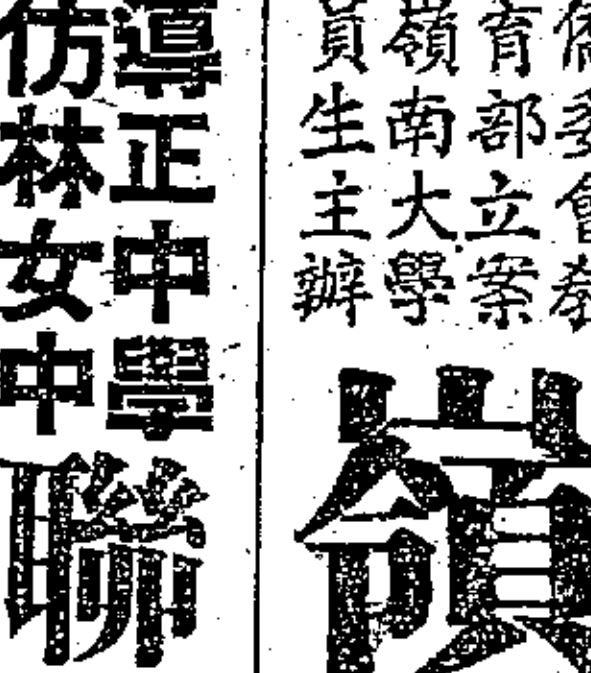 僑委會教
育部立案
嶺南大學
員生主辦
嶺
導正中學
仿林女中
聯